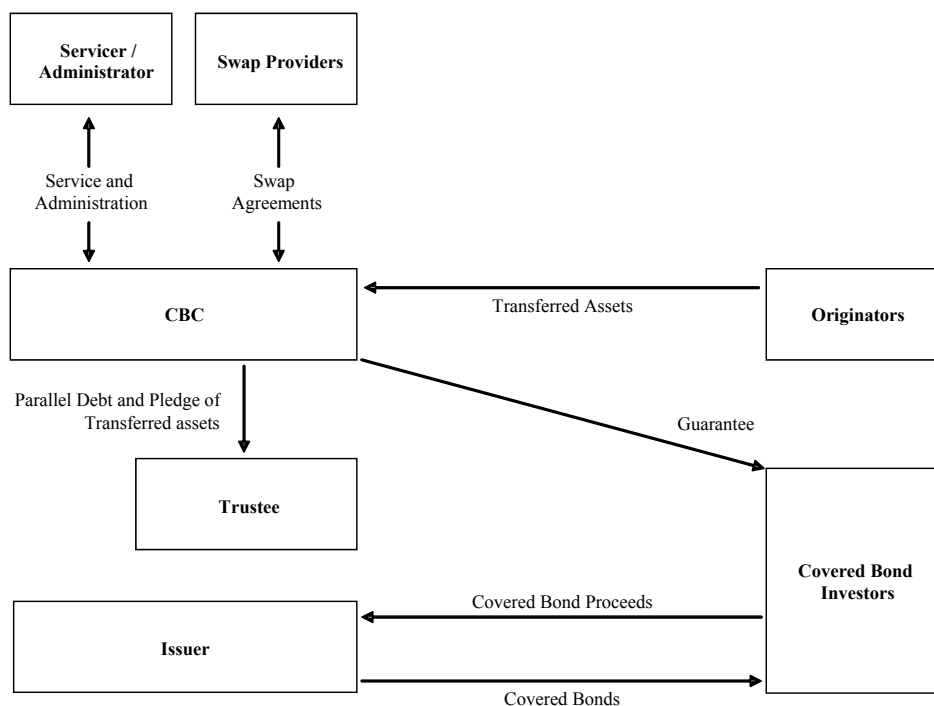 Servicer /
Administrator
Swap Providers
Service and
Administration
Swap
Agreements
CBC
Transferred Assets
Originators
Parallel Debt and Pledge of
Transferred assets
Guarantee
Trustee
Covered Bond
Investors
Covered Bond Proceeds
Issuer
Covered Bonds